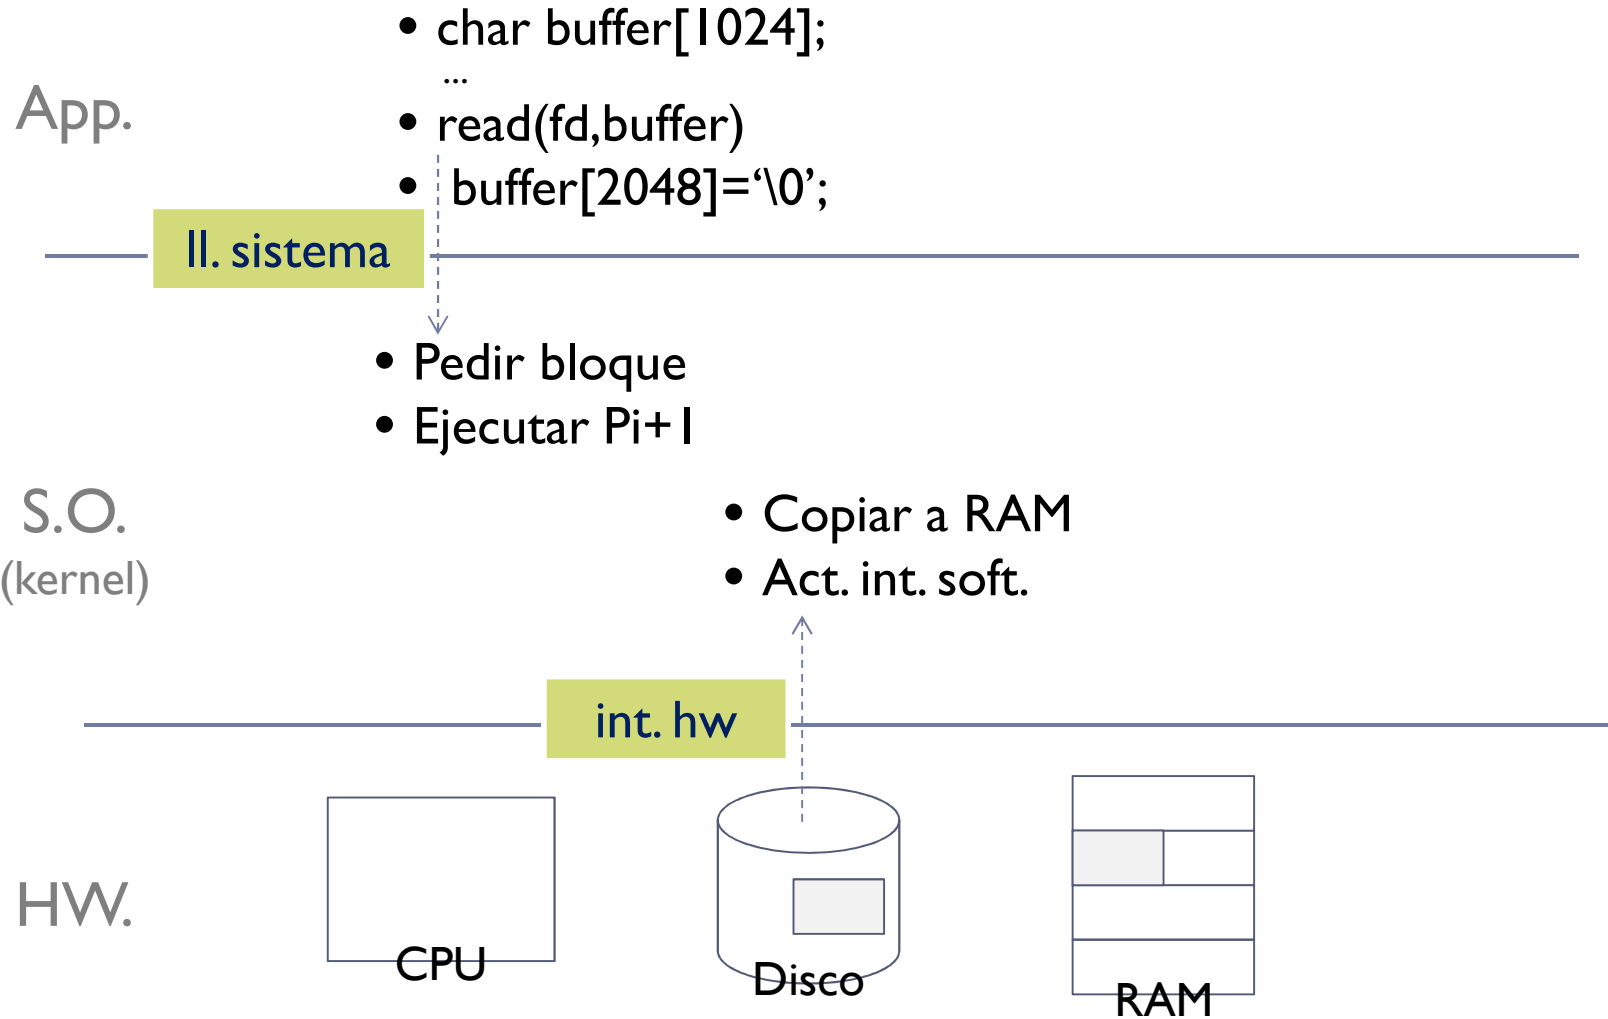 • char buffer[1024];
...
App.
• read(fd,buffer)
• buffer[2048]=‘\0’;
ll. sistema
• Pedir bloque
• Ejecutar Pi+1
S.O.
(kernel)
• Copiar a RAM
• Act. int. soft.
int. hw
HW.
CPU
Disco
RAM